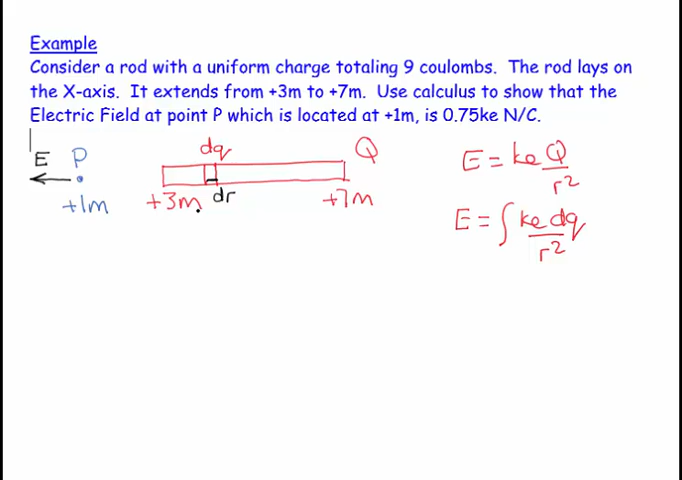 Example
Consider a rod with a uniform charge totaling 9 coulombs. The rod lays on
the X-axis. It extends from +3m to +7m. Use calculus to show that the
Electric Field at point P which is located at +1m, is 0.75ke N/C.
E P dq Q
+1m +3m dr +7m
E = ke Q / r²
E = ∫ ke dq / r²